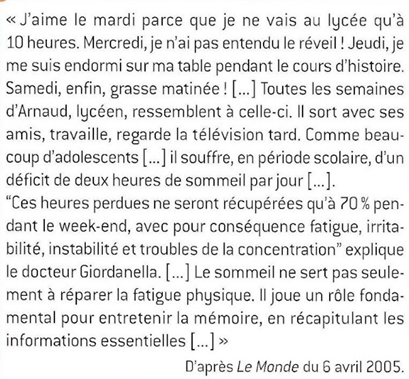 « J'aime le mardi parce que je ne vais au lycée qu'à
10 heures. Mercredi, je n'ai pas entendu le réveil ! Jeudi, je
me suis endormi sur ma table pendant le cours d'histoire.
Samedi, enfin, grasse matinée ! [...] Toutes les semaines
d'Arnaud, lycéen, ressemblent à celle-ci. Il sort avec ses
amis, travaille, regarde la télévision tard. Comme beau-
coup d'adolescents [...] il souffre, en période scolaire, d'un
déficit de deux heures de sommeil par jour [...].
“Ces heures perdues ne seront récupérées qu'à 70 % pen-
dant le week-end, avec pour conséquence fatigue, irrita-
bilité, instabilité et troubles de la concentration” explique
le docteur Giordanella. [...] Le sommeil ne sert pas seule-
ment à réparer la fatigue physique. Il joue un rôle fonda-
mental pour entretenir la mémoire, en récapitulant les
informations essentielles [...] »
D'après Le Monde du 6 avril 2005.